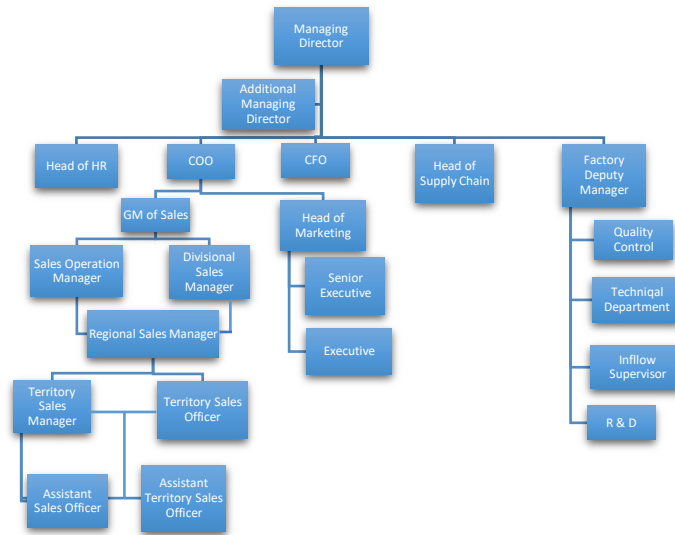 Managing
Director
Additional
Managing
Director
Head of HR
COO
CFO
Head of
Supply Chain
Factory
Deputy
Manager
GM of Sales
Head of
Marketing
Quality
Control
Sales Operation
Manager
Divisional
Sales
Manager
Senior
Executive
Techniqal
Department
Regional Sales Manager
Executive
Infllow
Supervisor
Territory
Sales
Manager
Territory Sales
Officer
R & D
Assistant
Sales Officer
Assistant
Territory Sales
Officer